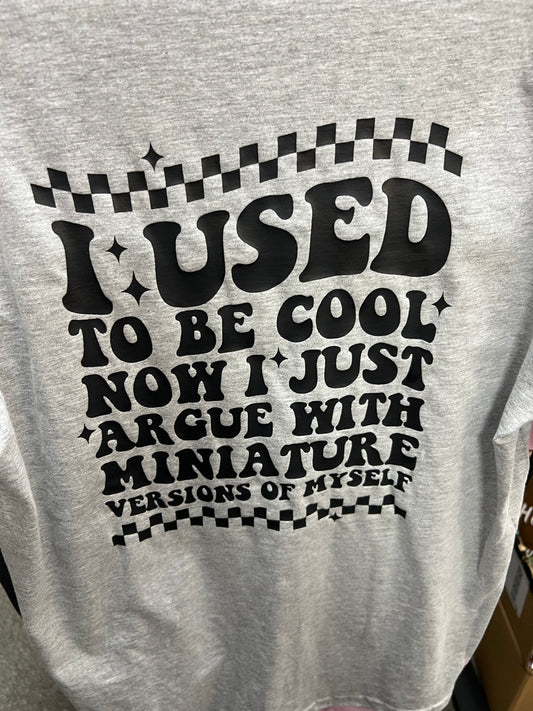 I USED
TO BE COOL
NOW I JUST
ARGUE WITH
MINIATURE
VERSIONS OF MYSELF